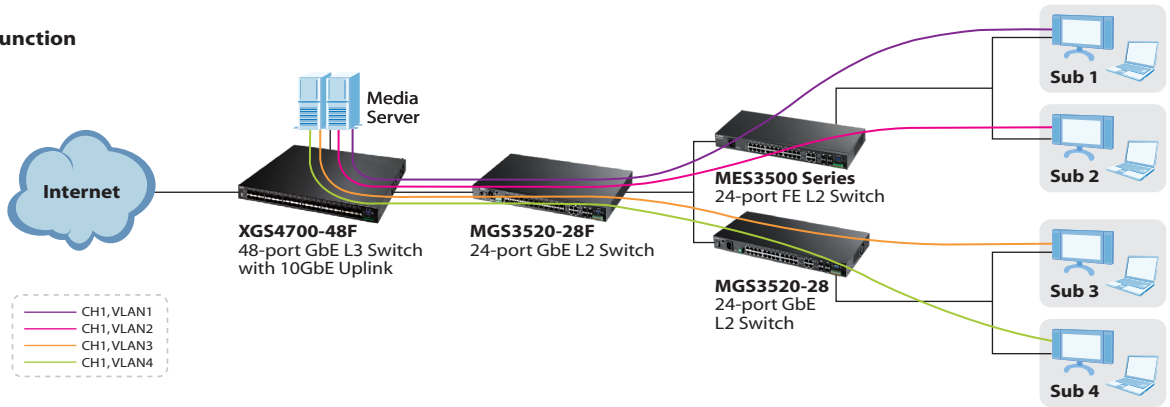 unction
Media
Server
Internet
XGS4700-48F
48-port GbE L3 Switch
with 10GbE Uplink
MGS3520-28F
24-port GbE L2 Switch
MES3500 Series
24-port FE L2 Switch
MGS3520-28
24-port GbE
L2 Switch
Sub 1
Sub 2
Sub 3
Sub 4
CH1, VLAN1
CH1, VLAN2
CH1, VLAN3
CH1, VLAN4